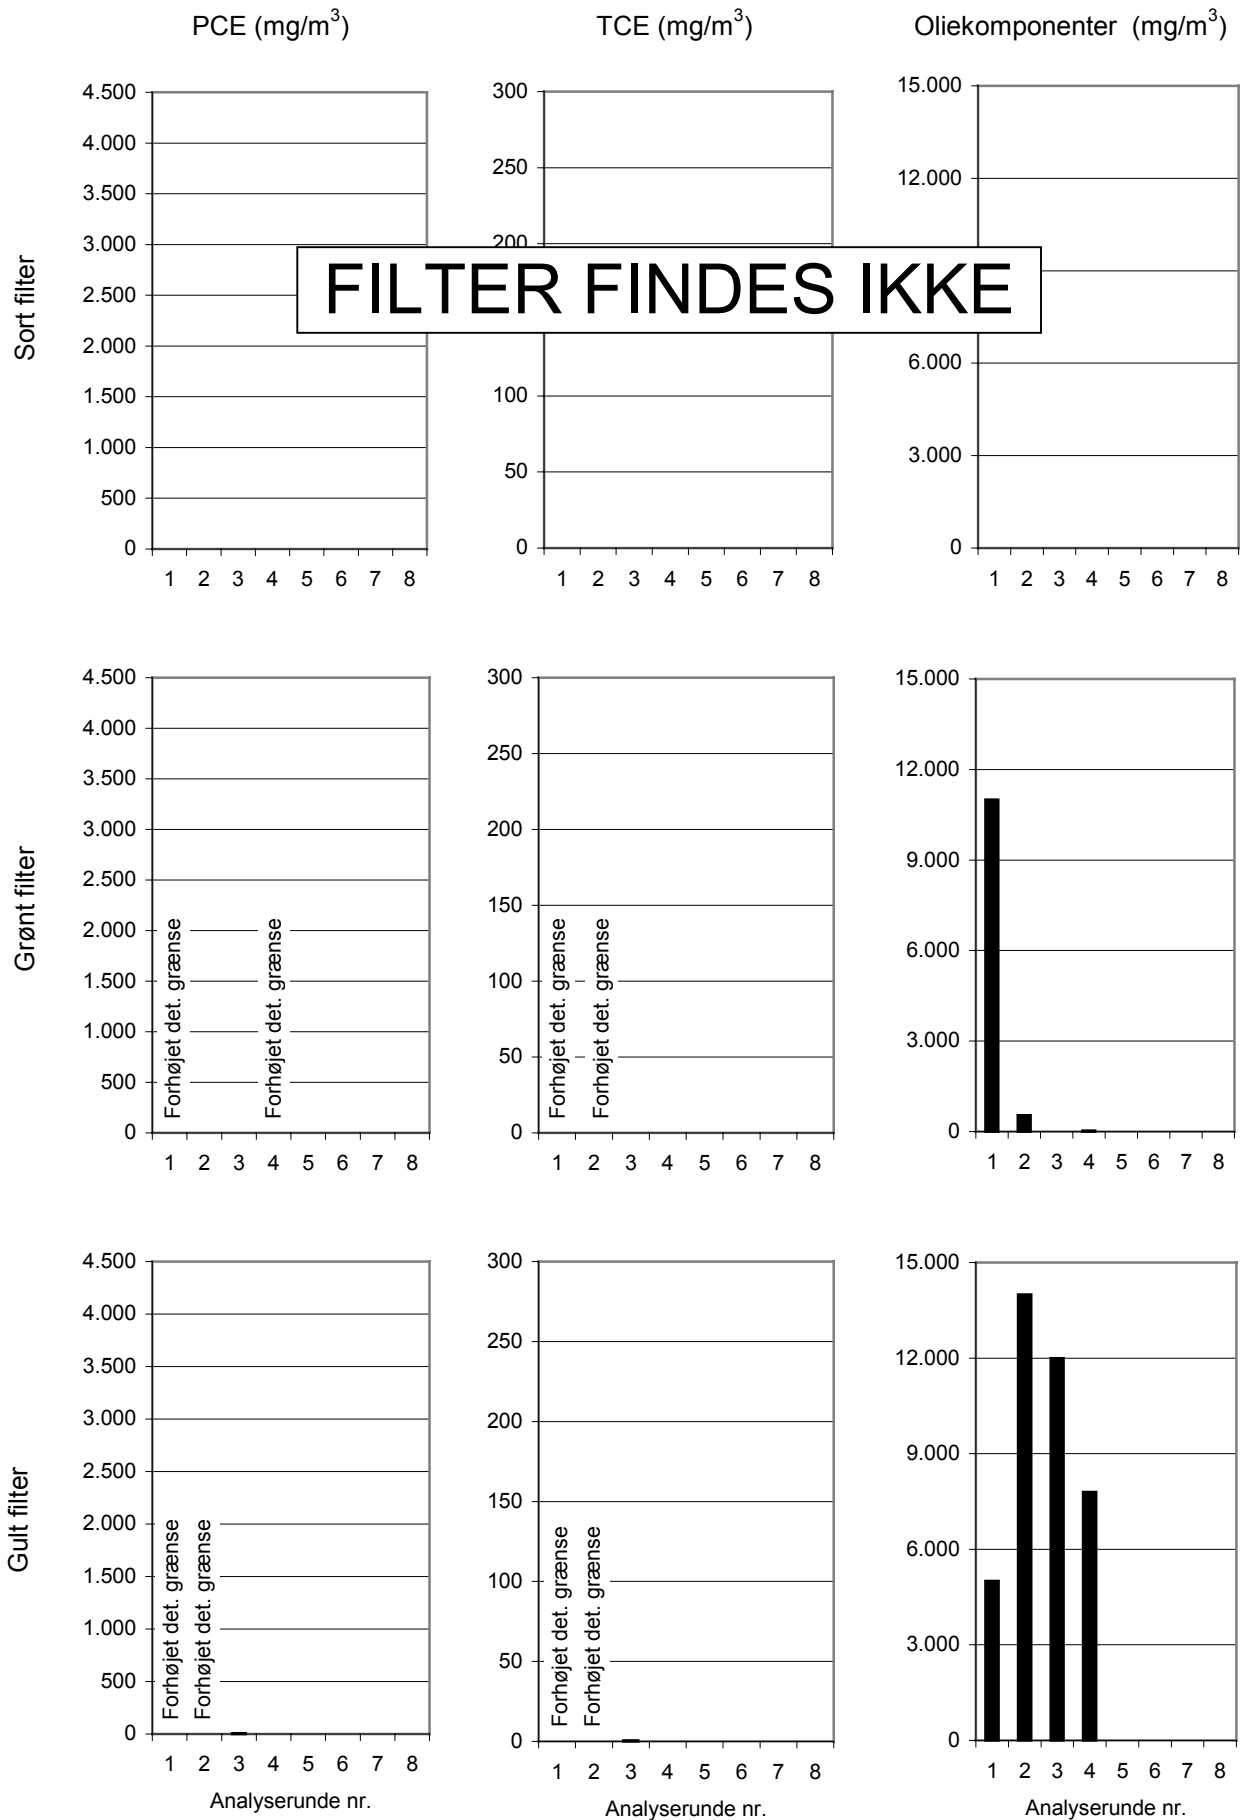 PCE (mg/m³)
TCE (mg/m³)
Oliekomponenter (mg/m³)
Sort filter
4.500
4.000
3.500
3.000
2.500
2.000
1.500
1.000
500
0
1 2 3 4 5 6 7 8
300
250
200
100
50
0
1 2 3 4 5 6 7 8
15.000
12.000
6.000
3.000
0
1 2 3 4 5 6 7 8
FILTER FINDES IKKE
Grønt filter
4.500
4.000
3.500
3.000
2.500
2.000
1.500
1.000
500
0
Forhøjet det. grænse
Forhøjet det. grænse
1 2 3 4 5 6 7 8
300
250
200
150
100
50
0
Forhøjet det. grænse
Forhøjet det. grænse
1 2 3 4 5 6 7 8
15.000
12.000
9.000
6.000
3.000
0
1 2 3 4 5 6 7 8
Gult filter
4.500
4.000
3.500
3.000
2.500
2.000
1.500
1.000
500
0
Forhøjet det. grænse
Forhøjet det. grænse
1 2 3 4 5 6 7 8
Analyserunde nr.
300
250
200
150
100
50
0
Forhøjet det. grænse
Forhøjet det. grænse
1 2 3 4 5 6 7 8
Analyserunde nr.
15.000
12.000
9.000
6.000
3.000
0
1 2 3 4 5 6 7 8
Analyserunde nr.